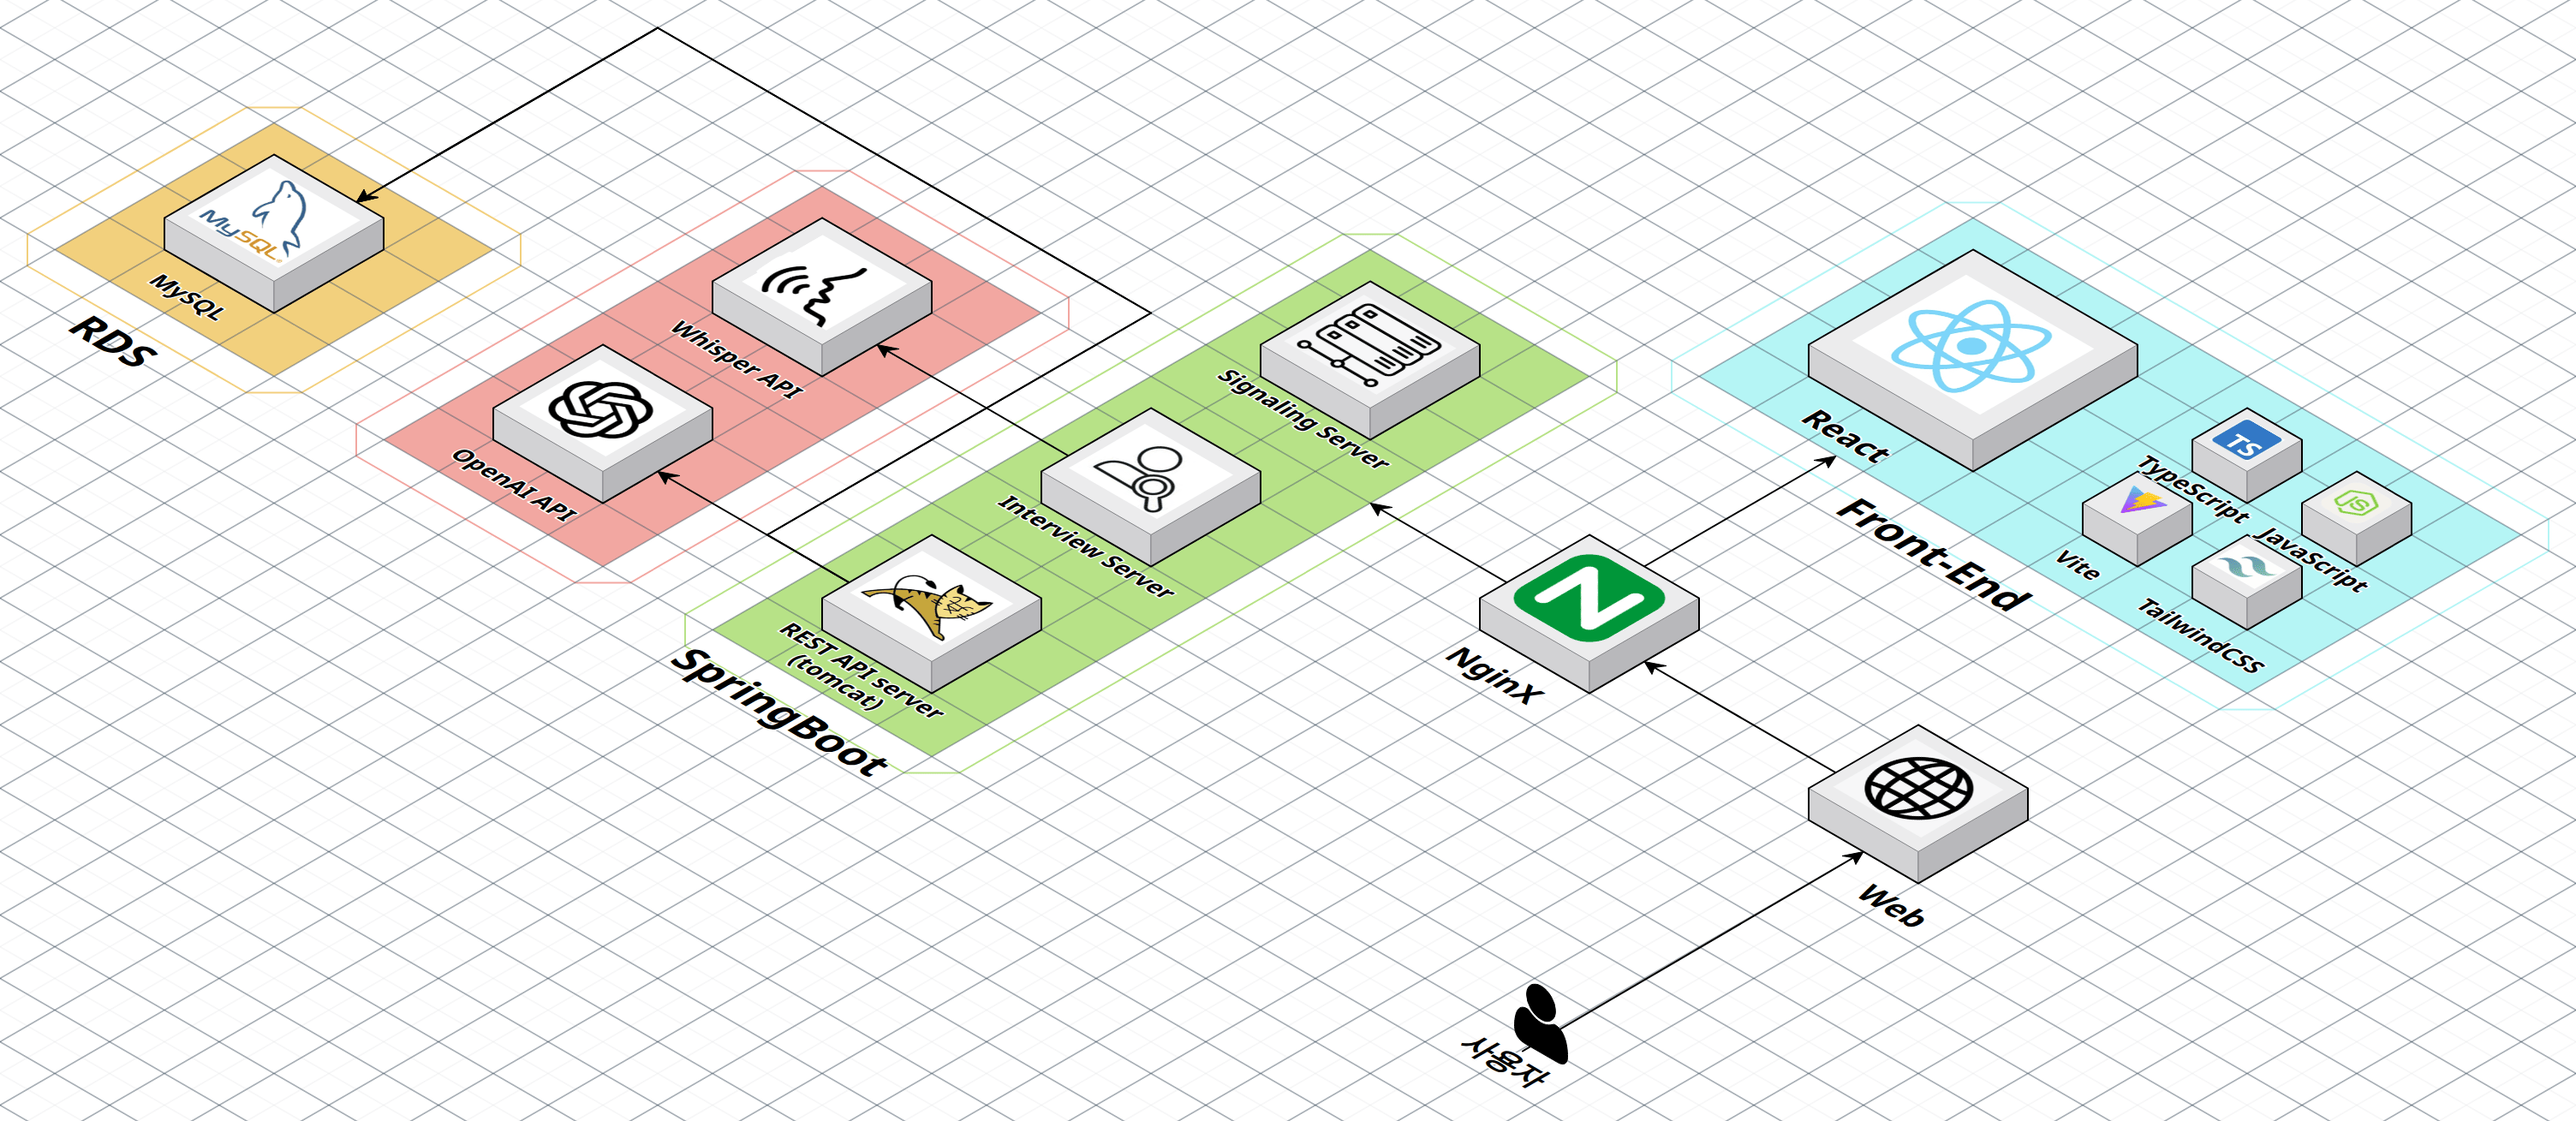 MySQL
MySQL
RDS
Whisper API
OpenAI API
Signaling Server
Interview Server
REST API server
(tomcat)
SpringBoot
React
TS
TypeScript
JS
JavaScript
Vite
TailwindCSS
Front-End
N
NginX
Web
사용자